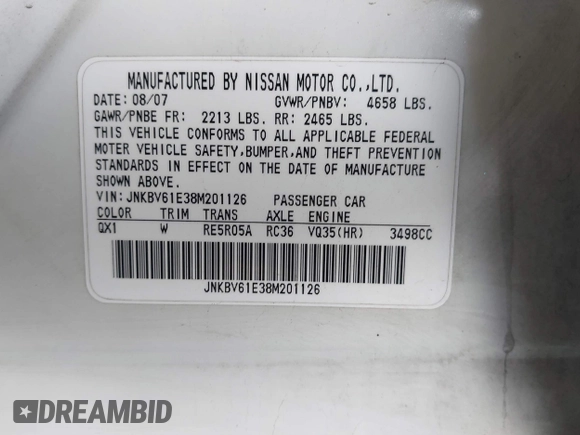 MANUFACTURED BY NISSAN MOTOR CO.,LTD.
DATE: 08/07 GVWR/PNBV: 4658 LBS.
GAWR/PNBE FR: 2213 LBS. RR: 2465 LBS.
THIS VEHICLE CONFORMS TO ALL APPLICABLE FEDERAL
MOTOR VEHICLE SAFETY,BUMPER,AND THEFT PREVENTION
STANDARDS IN EFFECT ON THE DATE OF MANUFACTURE
SHOWN ABOVE.
VIN: JNKBV61E38M201126 PASSENGER CAR
COLOR TRIM TRANS AXLE ENGINE
QX1 W RE5R05A RC36 VQ35(HR) 3498CC
JNKBV61E38M201126
DREAMBID